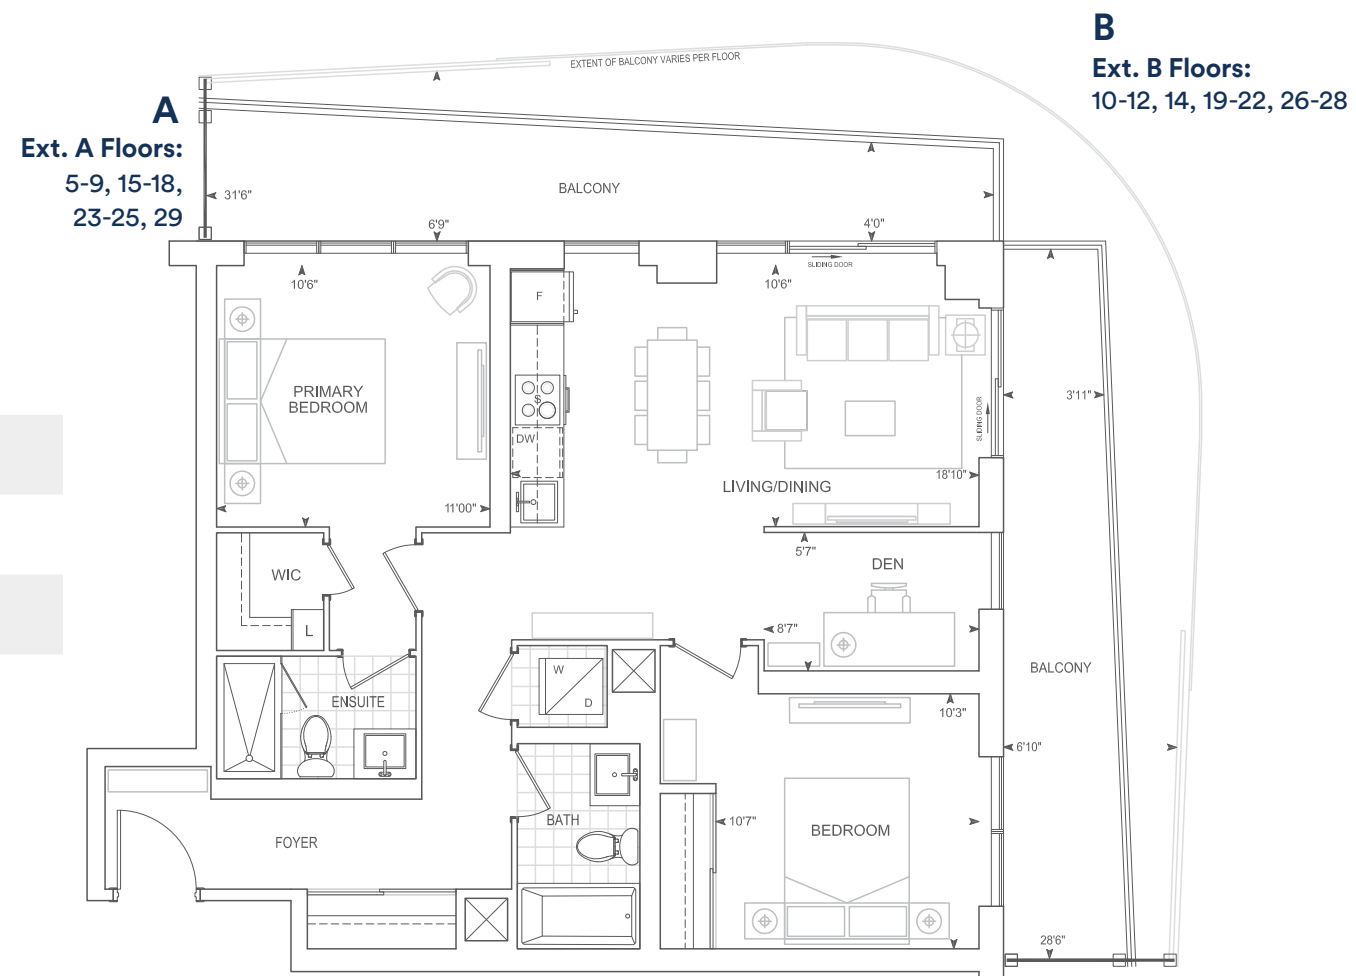 B
Ext. B Floors:
10-12, 14, 19-22, 26-28
EXTENT OF BALCONY VARIES PER FLOOR
A
Ext. A Floors:
5-9, 15-18,
23-25, 29
31'6"
BALCONY
6'9"
4'0"
SLIDING DOOR
10'6"
10'6"
F
PRIMARY
BEDROOM
S
3'11"
SLIDING DOOR
DW
18'10"
LIVING/DINING
11'00"
5'7"
DEN
WIC
L
8'7"
BALCONY
W
D
ENSUITE
10'3"
6'10"
BATH
10'7"
BEDROOM
FOYER
28'6"